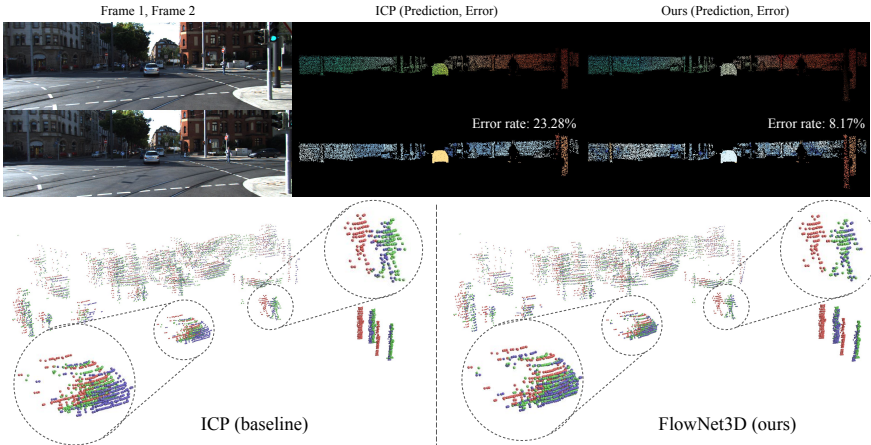 Frame 1, Frame 2
ICP (Prediction, Error)
Ours (Prediction, Error)
Error rate: 23.28%
Error rate: 8.17%
ICP (baseline)
FlowNet3D (ours)